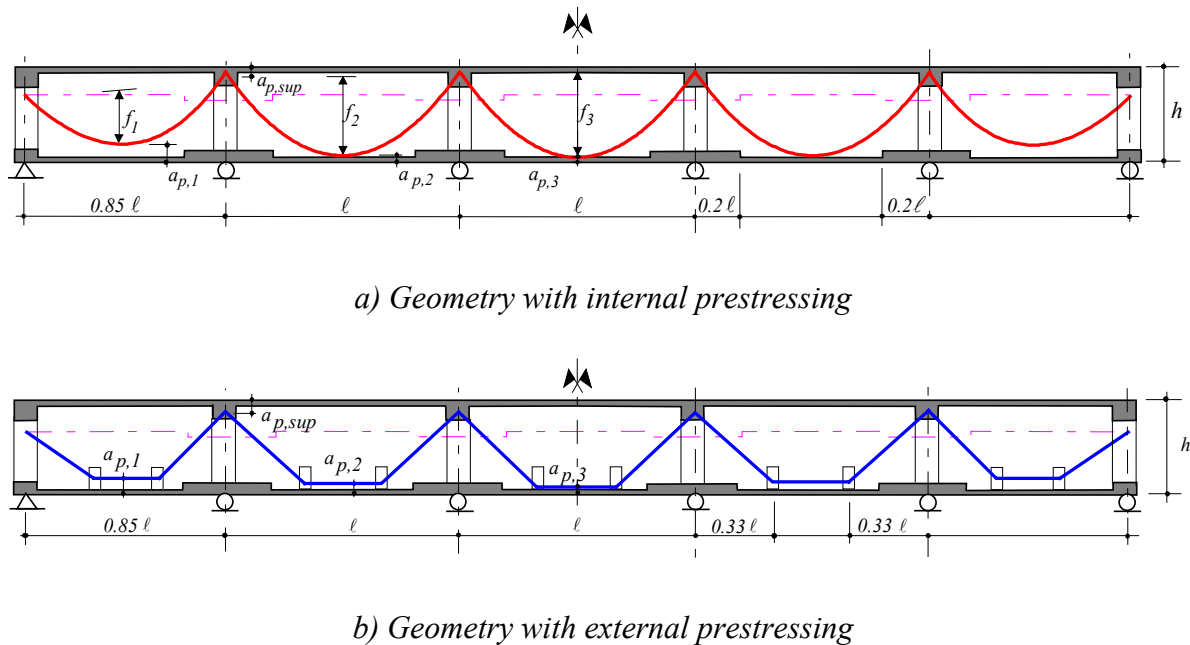 a_{p,sup}
f_1
f_2
f_3
h
a_{p,1}
a_{p,2}
a_{p,3}
0.85 ℓ
ℓ
ℓ
0.2 ℓ
0.2 ℓ
a) Geometry with internal prestressing
a_{p,sup}
a_{p,1}
a_{p,2}
a_{p,3}
h
0.85 ℓ
ℓ
ℓ
0.33 ℓ
0.33 ℓ
b) Geometry with external prestressing